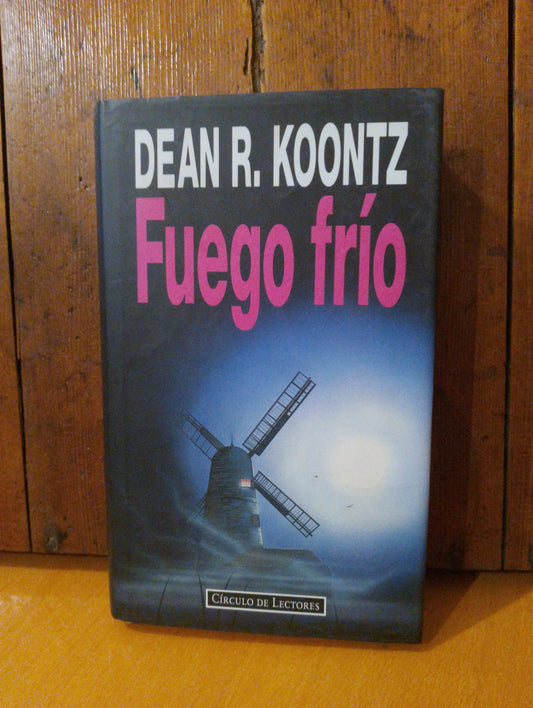 DEAN R. KOONTZ
Fuego frío
CÍRCULO DE LECTORES